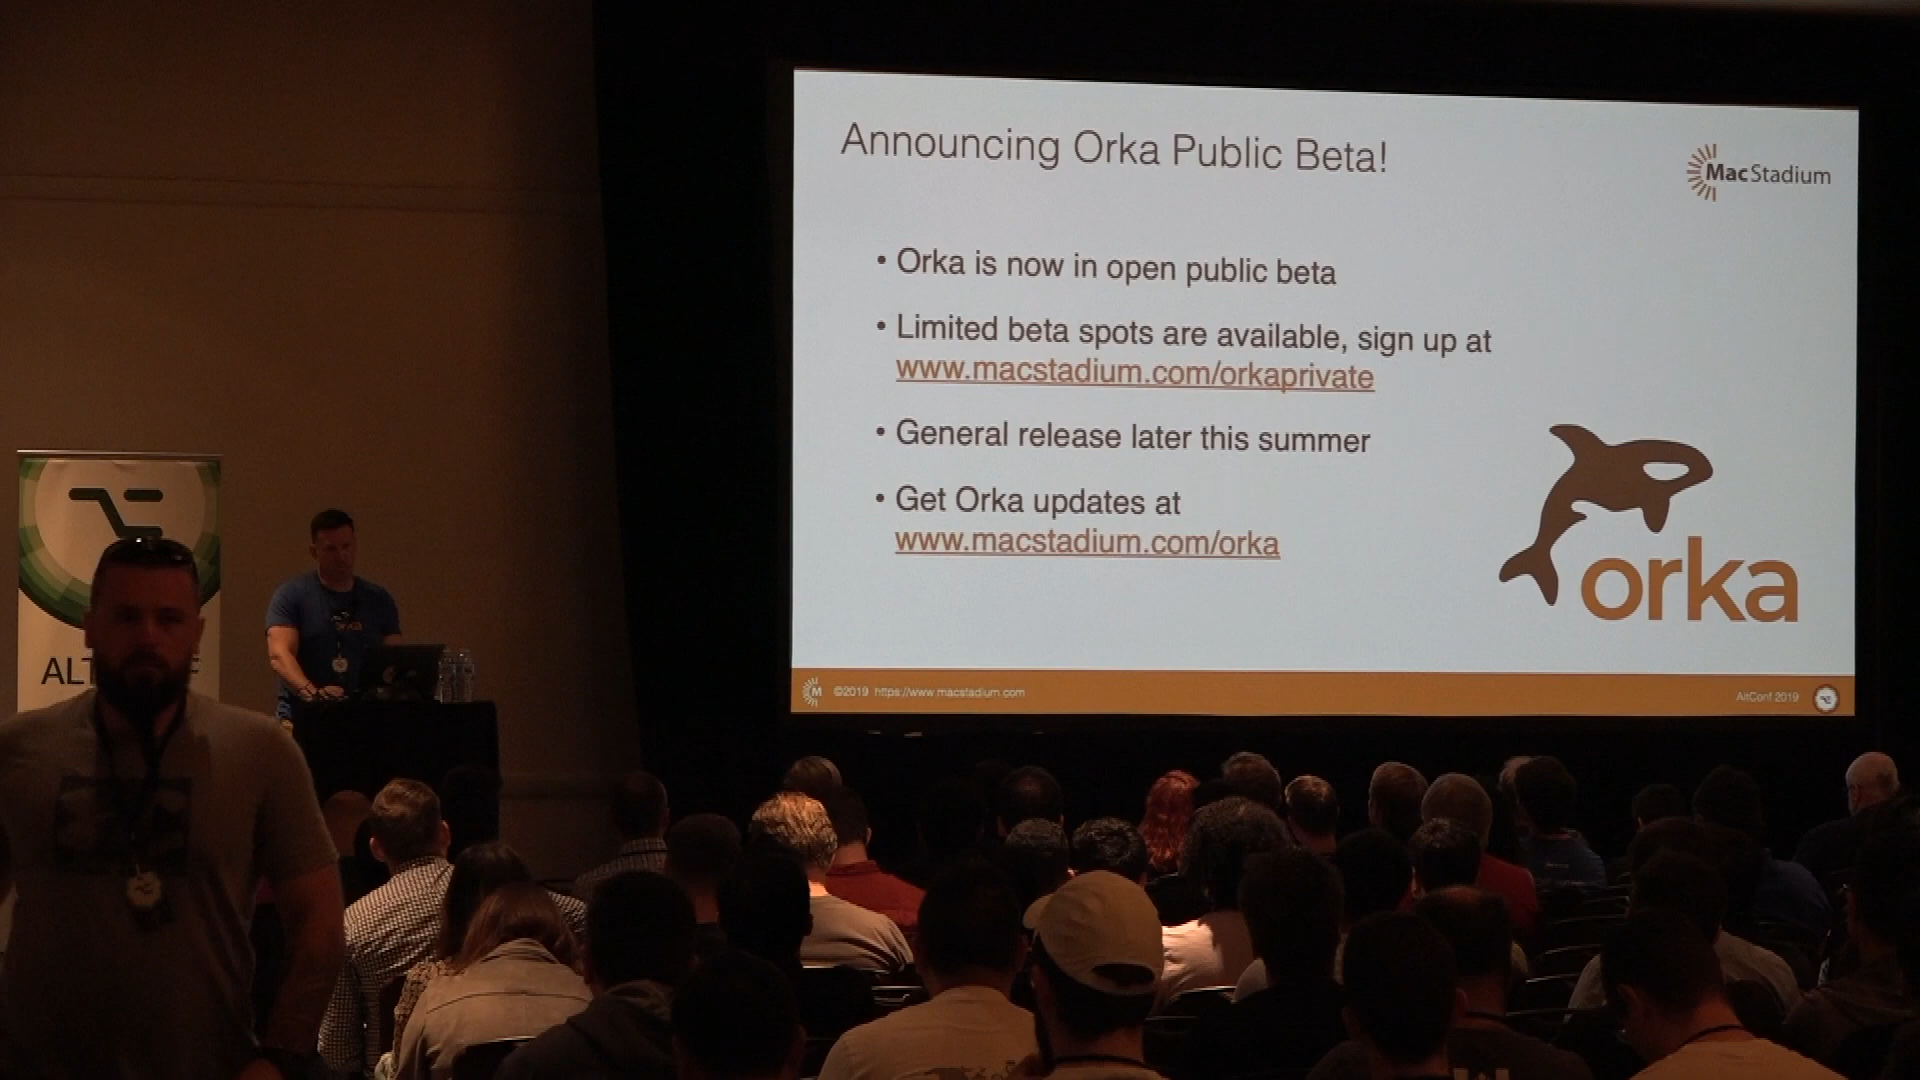 Announcing Orka Public Beta!
MacStadium
• Orka is now in open public beta
• Limited beta spots are available, sign up at
www.macstadium.com/orkaprivate
• General release later this summer
• Get Orka updates at
www.macstadium.com/orka
orka
M ©2019 https://www.macstadium.com
AltConf 2019
orka